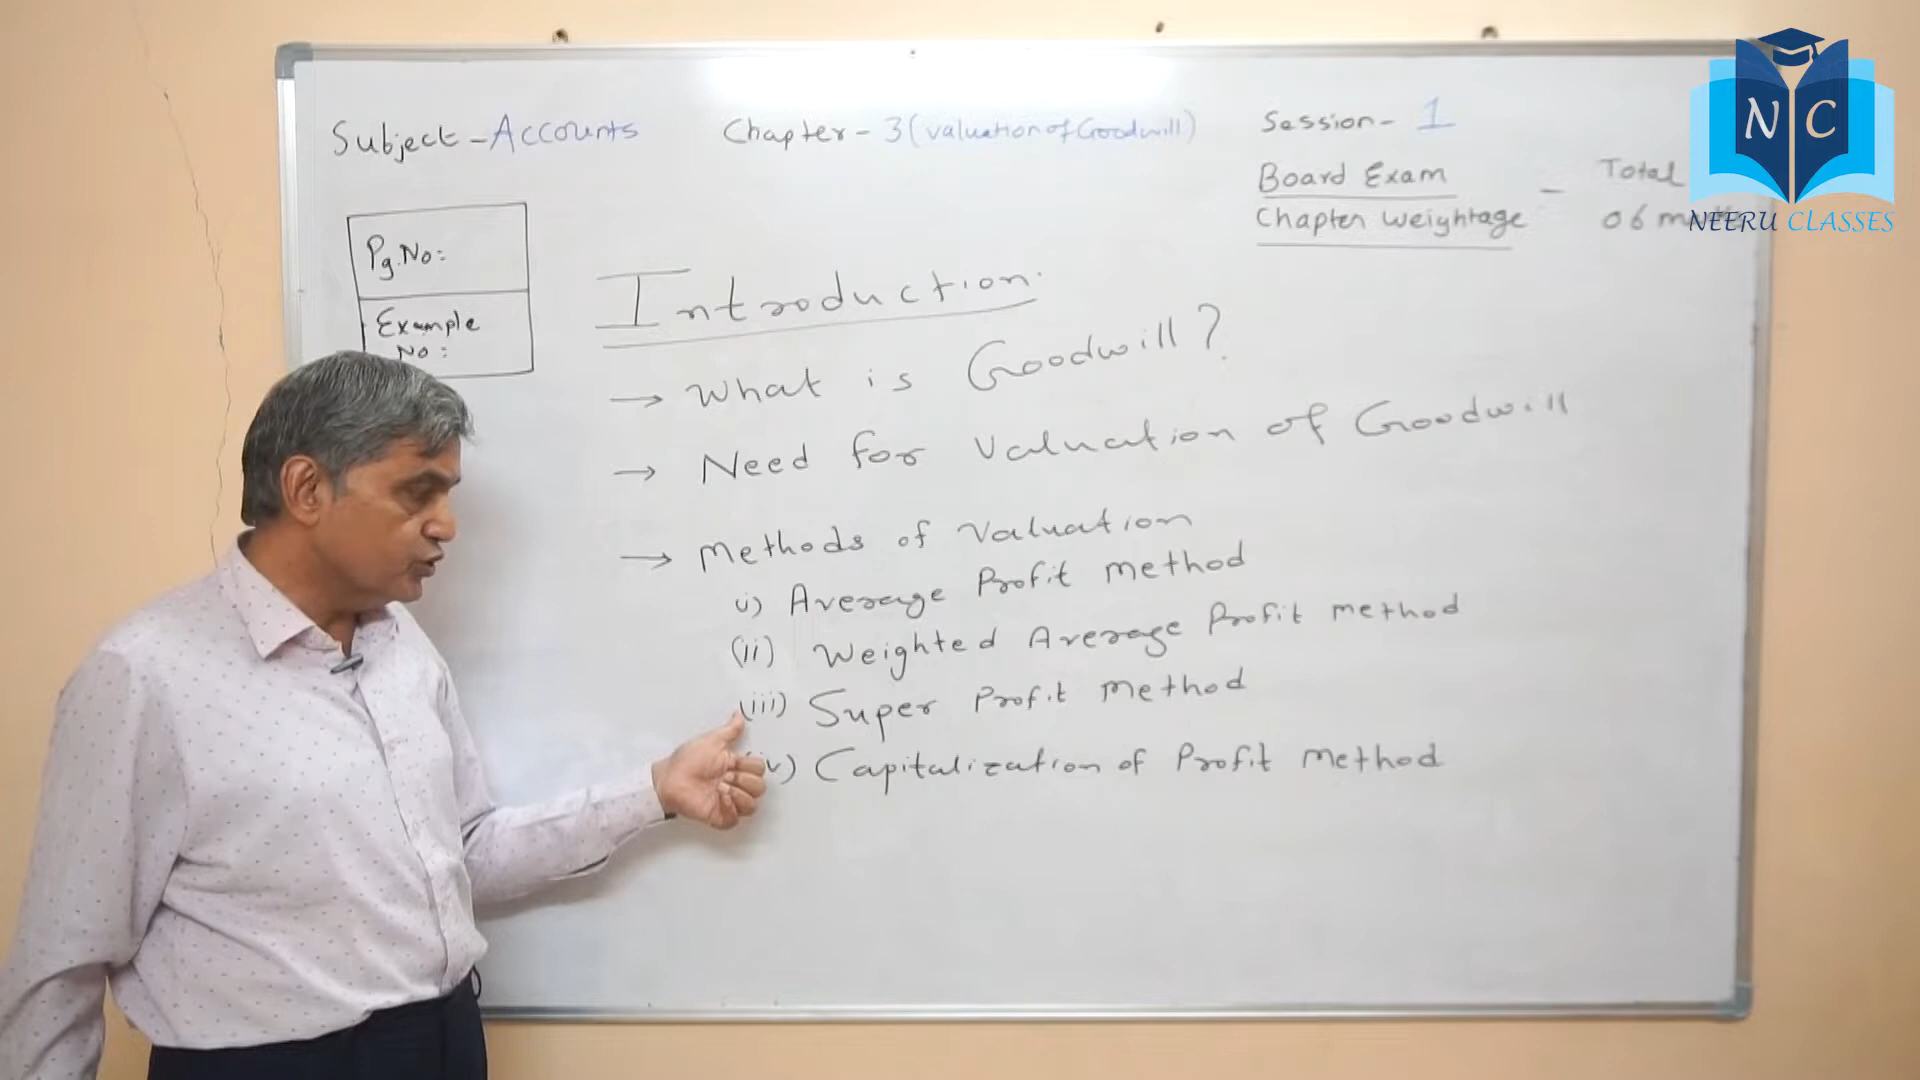 Subject - Accounts
Chapter - 3 (Valuation of Goodwill)
Session - 1
Board Exam
Chapter Weightage
- Total
06
N C
NEERU CLASSES
Pg. No:
Example
No:
Introduction
→ What is Goodwill?
→ Need for Valuation of Goodwill
→ Methods of Valuation
i) Average Profit Method
(ii) Weighted Average Profit Method
(iii) Super Profit Method
iv) Capitalization of Profit Method